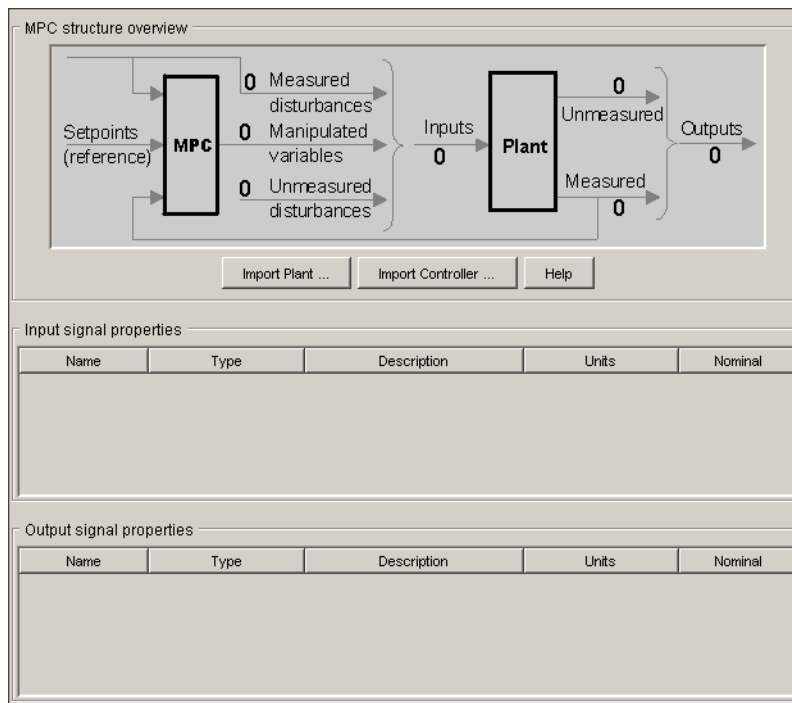 MPC structure overview
0 Measured
disturbances
Setpoints
(reference)
MPC
0 Manipulated
variables
0 Unmeasured
disturbances
Inputs
0
Plant
0
Unmeasured
Measured
0
Outputs
0
Import Plant ...
Import Controller ...
Help
Input signal properties
Name Type Description Units Nominal
Output signal properties
Name Type Description Units Nominal